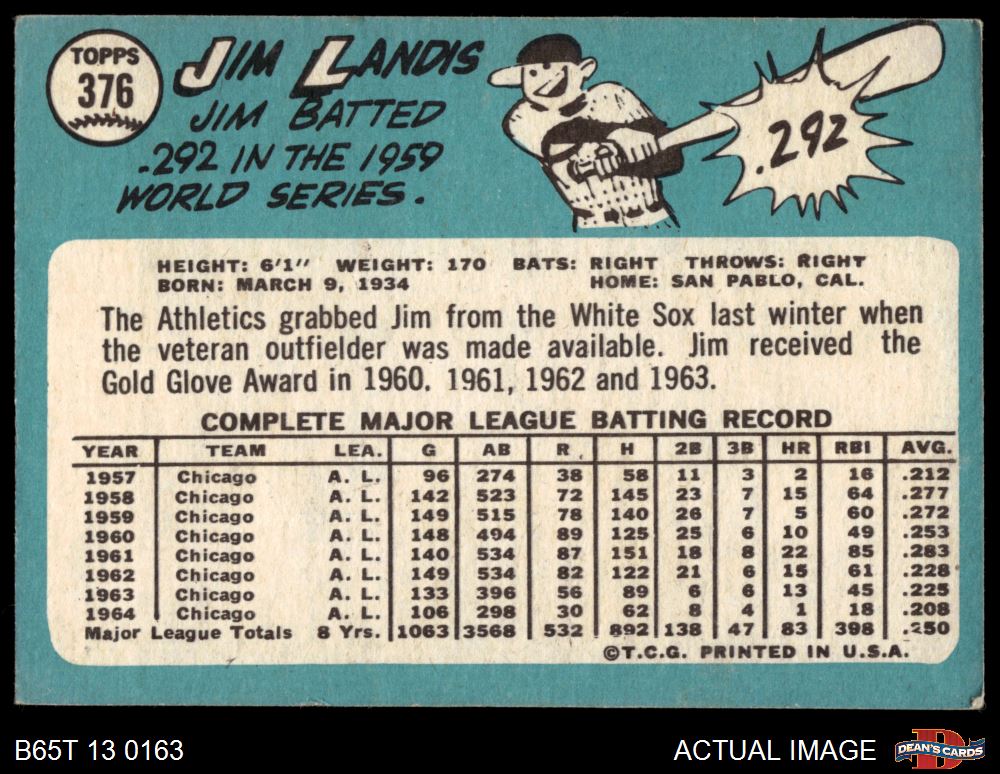 TOPPS
376
JIM LANDIS
JIM BATTED
.292 IN THE 1959
WORLD SERIES.
.292
HEIGHT: 6'1" WEIGHT: 170 BATS: RIGHT THROWS: RIGHT
BORN: MARCH 9, 1934 HOME: SAN PABLO, CAL.
The Athletics grabbed Jim from the White Sox last winter when
the veteran outfielder was made available. Jim received the
Gold Glove Award in 1960. 1961, 1962 and 1963.
COMPLETE MAJOR LEAGUE BATTING RECORD
YEAR TEAM LEA. G AB R H 2B 3B HR RBI AVG.
1957 Chicago A. L. 96 274 38 58 11 3 2 16 .212
1958 Chicago A. L. 142 523 72 145 23 7 15 64 .277
1959 Chicago A. L. 149 515 78 140 26 7 5 60 .272
1960 Chicago A. L. 148 494 89 125 25 6 10 49 .253
1961 Chicago A. L. 140 534 87 151 18 8 22 85 .283
1962 Chicago A. L. 149 534 82 122 21 6 15 61 .228
1963 Chicago A. L. 133 396 56 89 6 6 13 45 .225
1964 Chicago A. L. 106 298 30 62 8 4 1 18 .208
Major League Totals 8 Yrs. 1063 3568 532 892 138 47 83 398 .250
©T.C.G. PRINTED IN U.S.A.
B65T 13 0163 ACTUAL IMAGE DEAN'S CARDS